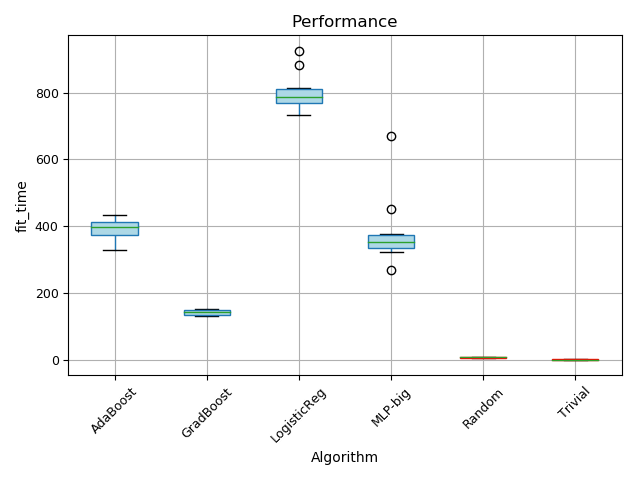 Performance
fit_time
800
600
400
200
0
AdaBoost
GradBoost
LogisticReg
MLP-big
Random
Trivial
Algorithm